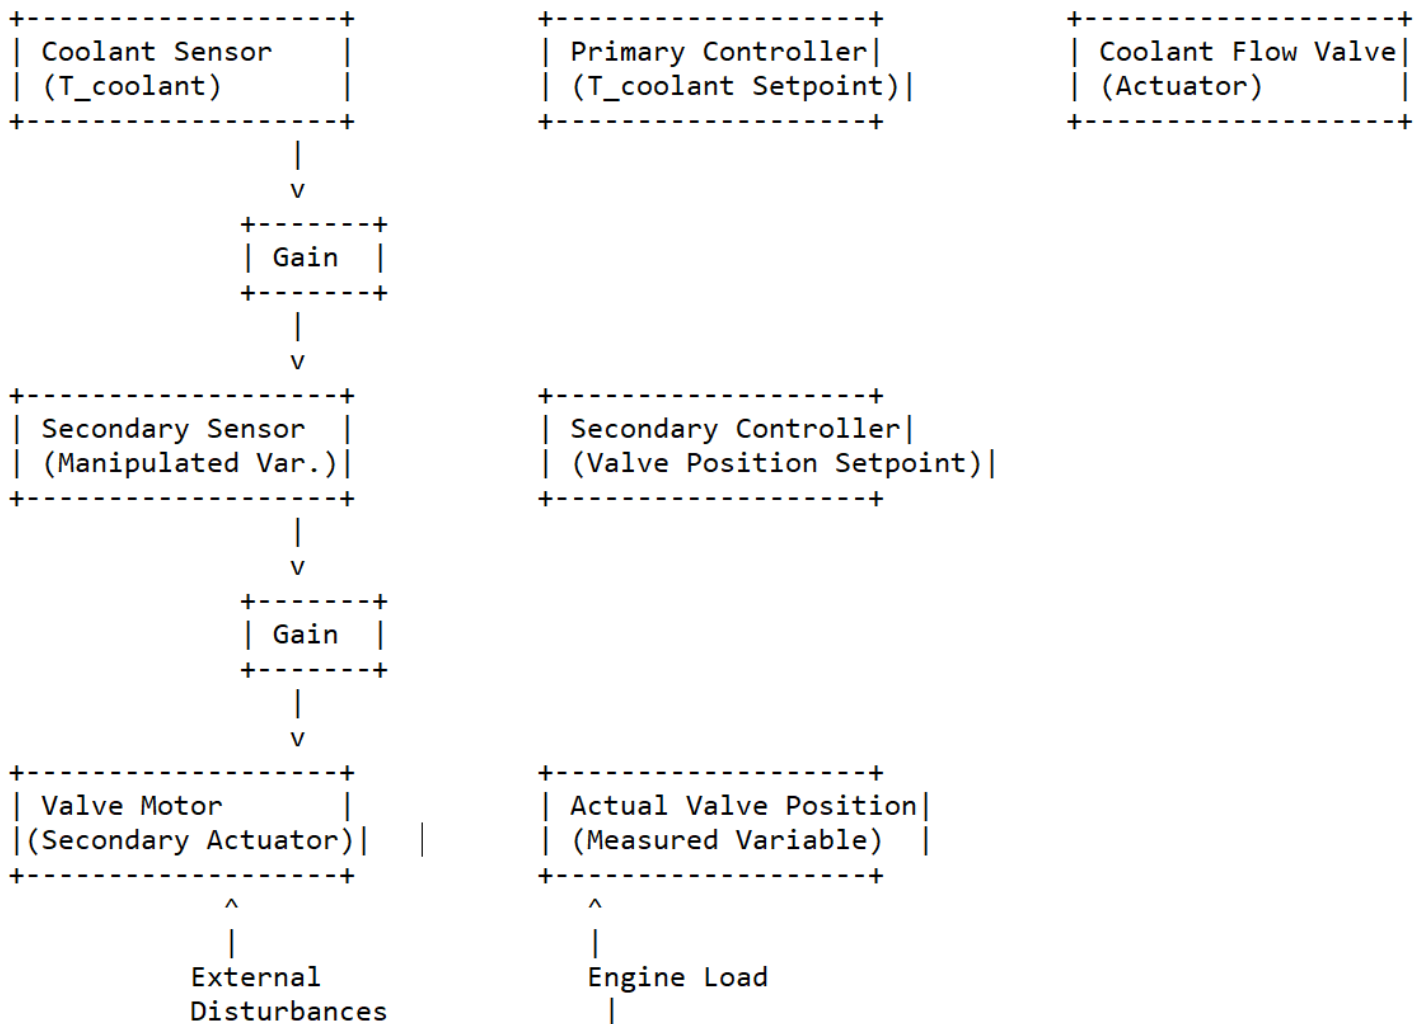 +-------------------+ +-------------------+ +-------------------+
| Coolant Sensor | | Primary Controller| | Coolant Flow Valve|
| (T_coolant) | | (T_coolant Setpoint)| | (Actuator) |
+-------------------+ +-------------------+ +-------------------+
|
v
+-------+
| Gain |
+-------+
|
v
+-------------------+ +-------------------+
| Secondary Sensor | | Secondary Controller|
| (Manipulated Var.)| | (Valve Position Setpoint)|
+-------------------+ +-------------------+
|
v
+-------+
| Gain |
+-------+
|
v
+-------------------+ +-------------------+
| Valve Motor | | Actual Valve Position|
|(Secondary Actuator)| | | (Measured Variable) |
+-------------------+ +-------------------+
^ ^
| |
External Engine Load
Disturbances |